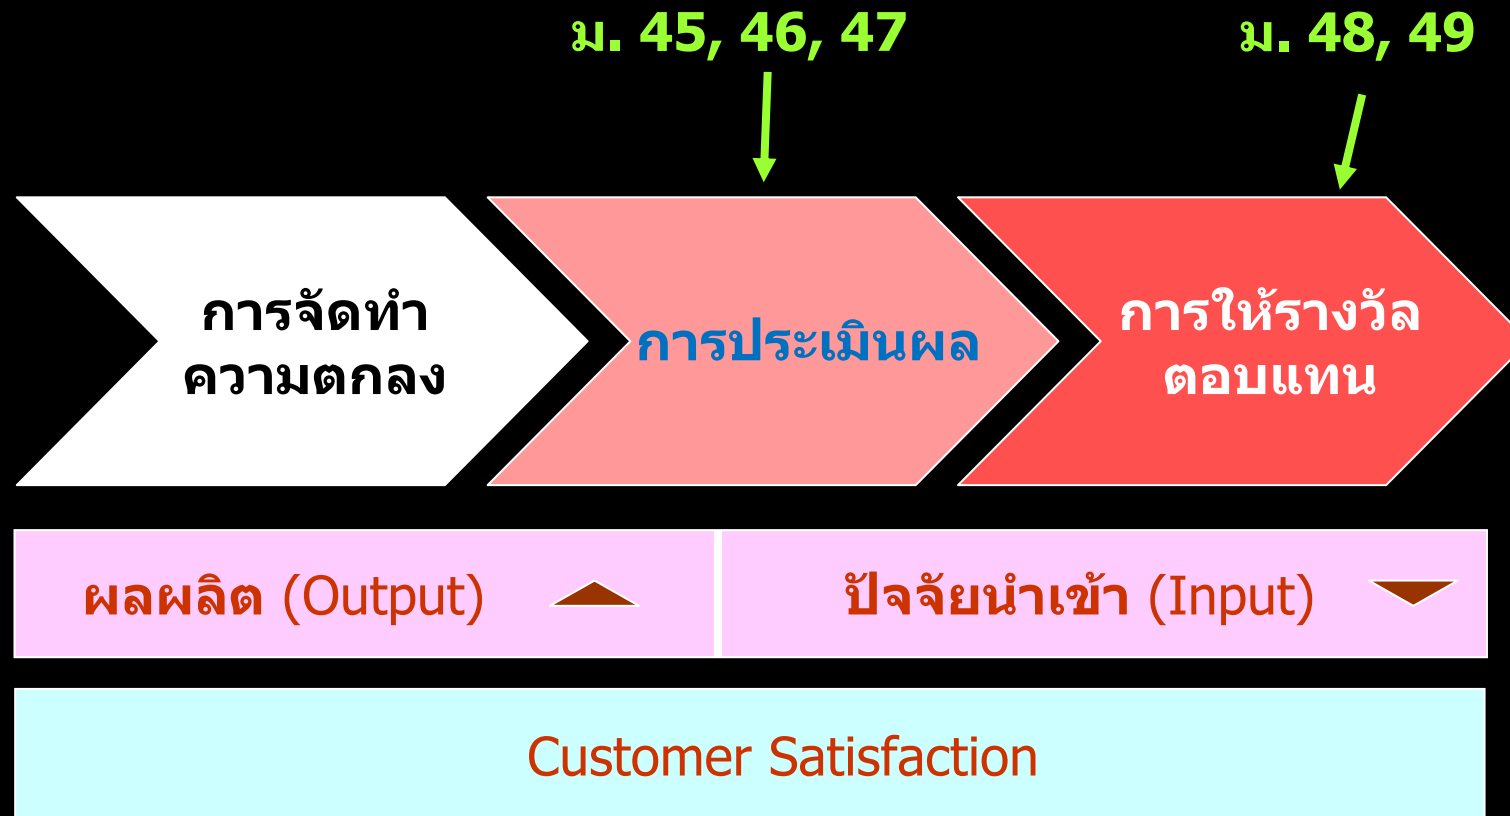 ม. 45, 46, 47
ม. 48, 49
การจัดทำ
ความตกลง
การประเมินผล
การให้รางวัล
ตอบแทน
ผลผลิต (Output)
ปัจจัยนำเข้า (Input)
Customer Satisfaction